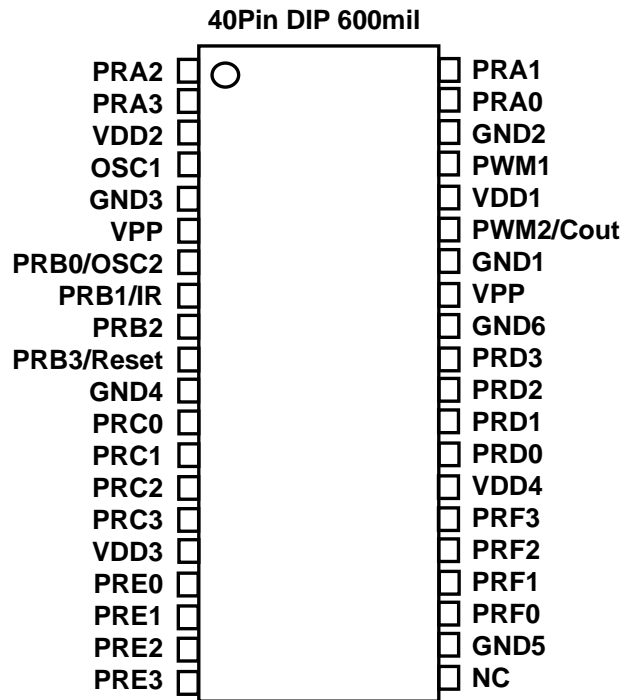 40Pin DIP 600mil
PRA2 PRA1
PRA3 PRA0
VDD2 GND2
OSC1 PWM1
GND3 VDD1
VPP PWM2/Cout
PRB0/OSC2 GND1
PRB1/IR VPP
PRB2 GND6
PRB3/Reset PRD3
GND4 PRD2
PRC0 PRD1
PRC1 PRD0
PRC2 VDD4
PRC3 PRF3
VDD3 PRF2
PRE0 PRF1
PRE1 PRF0
PRE2 GND5
PRE3 NC